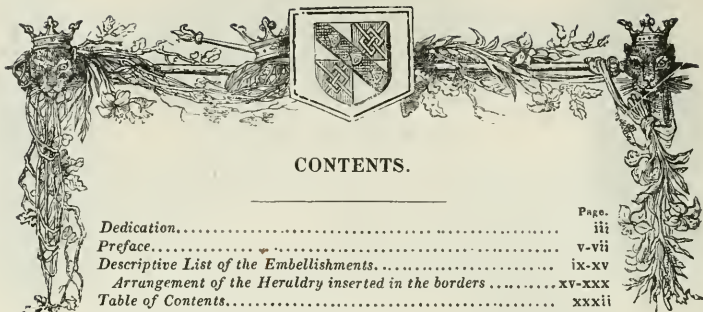 CONTENTS.
Page.
Dedication........................................ iii
Preface........................................ v-vii
Descriptive List of the Embellishments........................................ ix-xv
Arrangement of the Heraldry inserted in the borders ........................................ xv-xxx
Table of Contents........................................ xxxii